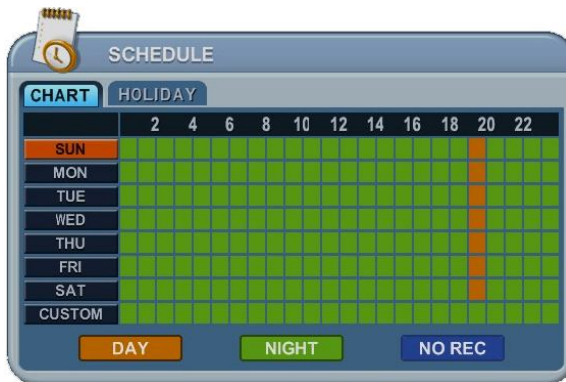 SCHEDULE
CHART HOLIDAY
2 4 6 8 10 12 14 16 18 20 22
SUN
MON
TUE
WED
THU
FRI
SAT
CUSTOM
DAY NIGHT NO REC